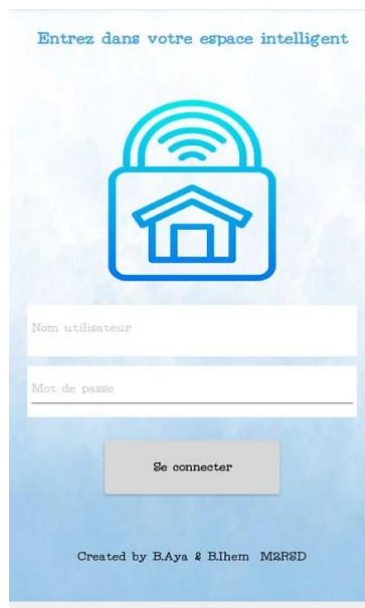 Entrez dans votre espace intelligent
Nom utilisateur
Mot de passe
Se connecter
Created by B.Aya & B.Ihem M2RSD